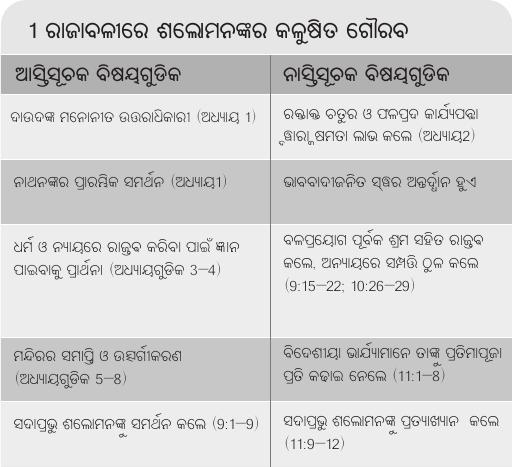 1 ରାଜାବଳୀରେ ଶଲୋମନଙ୍କର କଳୁଷିତ ଗୌରବ
ଆସ୍ତିସୂଚକ ବିଷୟଗୁଡିକ
ନାସ୍ତିସୂଚକ ବିଷୟଗୁଡିକ
ଦାଉଦଙ୍କ ମନୋନୀତ ଉତ୍ତରାଧିକାରୀ (ଅଧ୍ୟାୟ 1)
ରକ୍ତାକ୍ତ ଚତୁର ଓ ଫଳପ୍ରଦ କାର୍ଯ୍ୟପନ୍ଥା
କ୍ଷମତା ଲାଭ କଲେ (ଅଧ୍ୟାୟ2)
ନାଥନଙ୍କର ପ୍ରାରମ୍ଭିକ ସମର୍ଥନ (ଅଧ୍ୟାୟ1)
ଭାବବାଦୀଜନିତ ସ୍ୱର ଅନ୍ତର୍ଦ୍ଧାନ ହୁଏ
ଧର୍ମ ଓ ନ୍ୟାୟରେ ରାଜତ୍ଵ କରିବା ପାଇଁ ଜ୍ଞାନ
ପାଇବାକୁ ପ୍ରାର୍ଥନା (ଅଧ୍ୟାୟଗୁଡିକ 3–4)
ବଳପ୍ରୟୋଗ ପୂର୍ବକ ଶ୍ରମ ସହିତ ରାଜତ୍ଵ
କଲେ, ଅନ୍ୟାୟରେ ସମ୍ପତ୍ତି ଠୁଳ କଲେ
(9:15–22; 10:26–29)
ମନ୍ଦିରର ସମାପ୍ତି ଓ ଉତ୍ସର୍ଗୀକରଣ
(ଅଧ୍ୟାୟଗୁଡିକ 5–8)
ବିଦେଶୀୟା ଭାର୍ଯ୍ୟାମାନେ ତାଙ୍କୁ ପ୍ରତିମାପୂଜା
ପ୍ରତି କଢାଇ ନେଲେ (11:1–8)
ସଦାପ୍ରଭୁ ଶଲୋମନଙ୍କୁ ସମର୍ଥନ କଲେ (9:1–9)
ସଦାପ୍ରଭୁ ଶଲୋମନଙ୍କୁ ପ୍ରତ୍ୟାଖ୍ୟାନ କଲେ
(11:9–12)